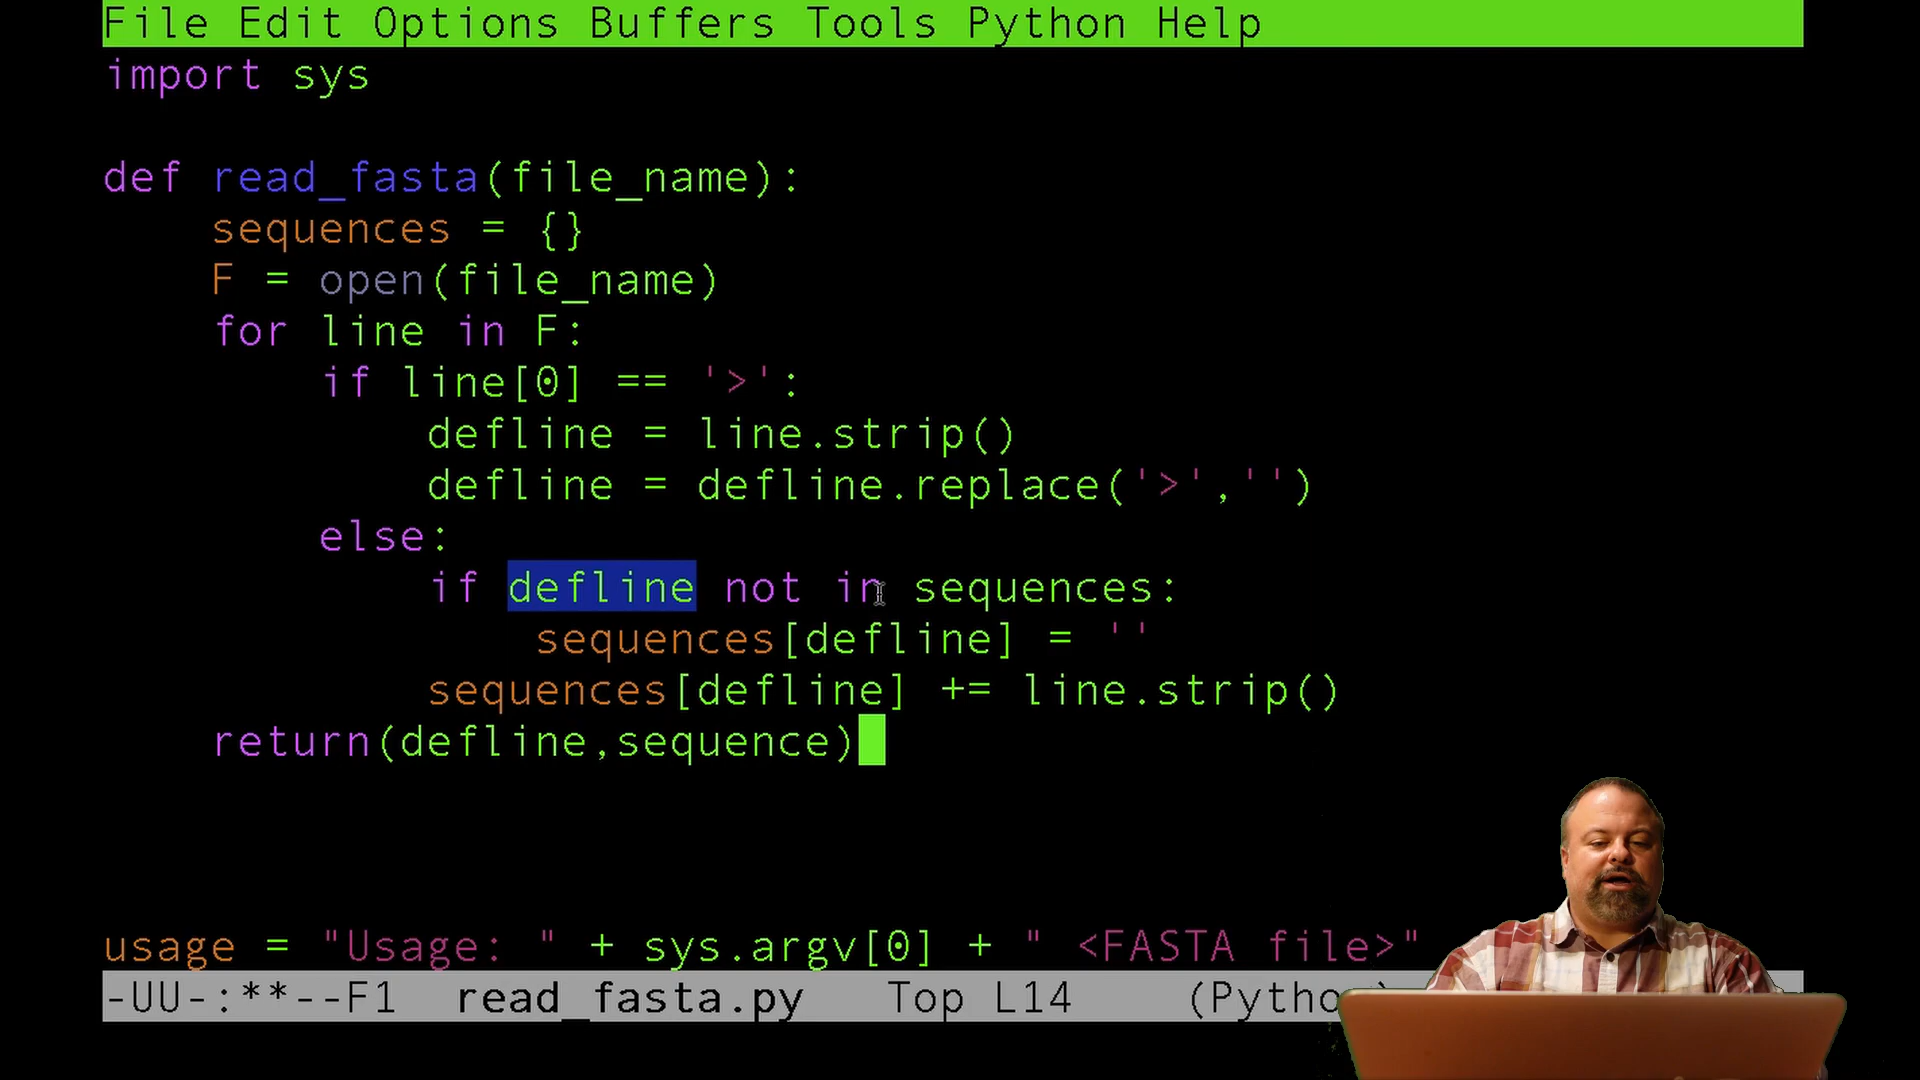 File Edit Options Buffers Tools Python Help
import sys
def read_fasta(file_name):
sequences = {}
F = open(file_name)
for line in F:
if line[0] == '>':
defline = line.strip()
defline = defline.replace('>','')
else:
if defline not in sequences:
sequences[defline] = ''
sequences[defline] += line.strip()
return(defline,sequence)
usage = "Usage: " + sys.argv[0] + " <FASTA file>"
-UU-:**--F1 read_fasta.py Top L14 (Pytho